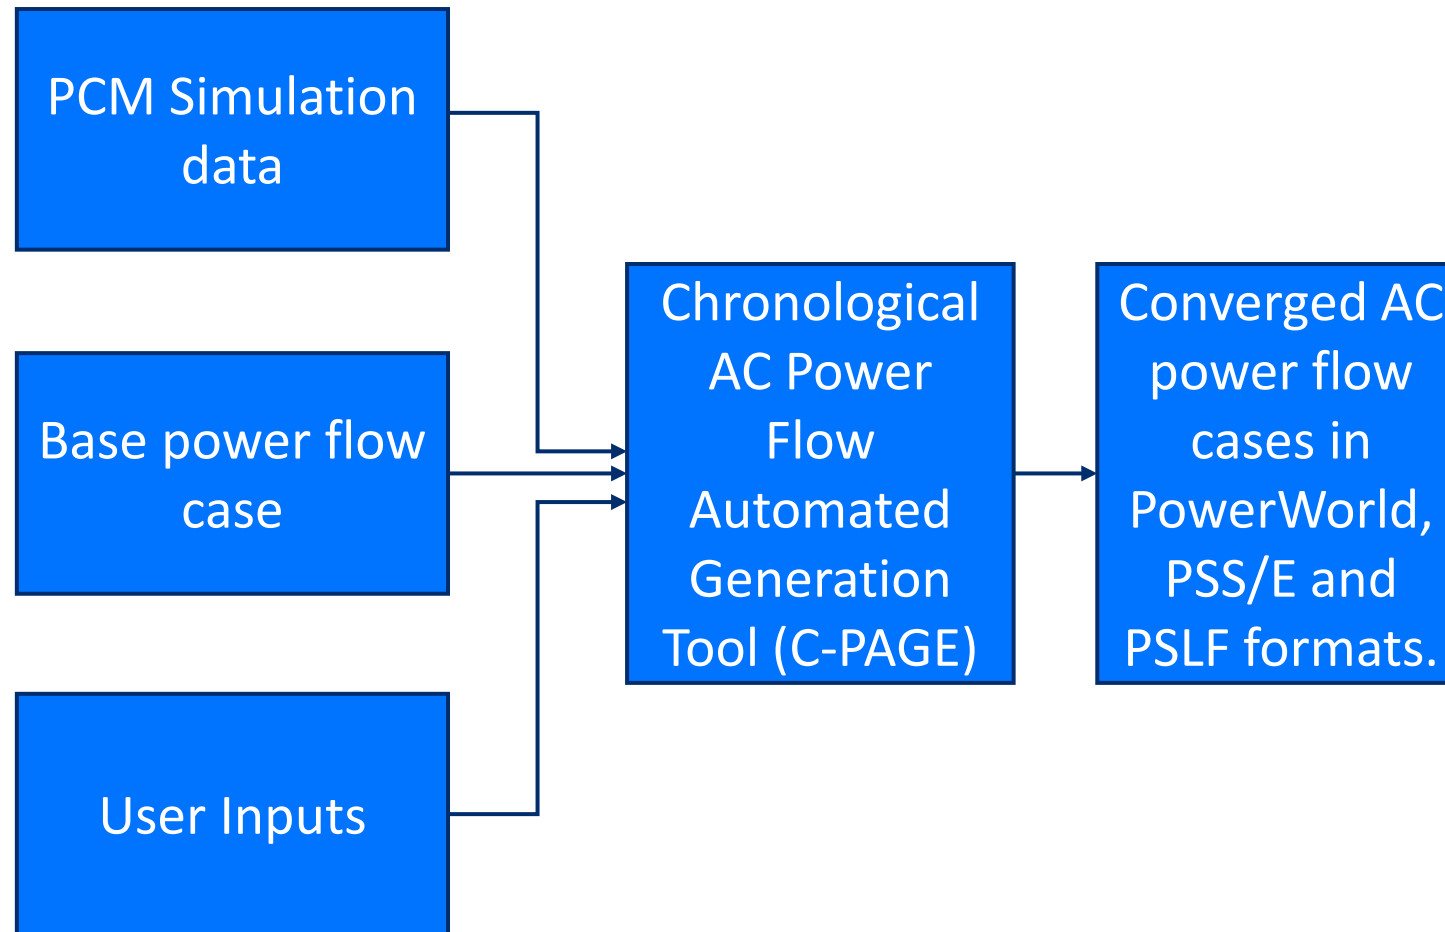 PCM Simulation
data
Base power flow
case
User Inputs
Chronological
AC Power
Flow
Automated
Generation
Tool (C-PAGE)
Converged AC
power flow
cases in
PowerWorld,
PSS/E and
PSLF formats.